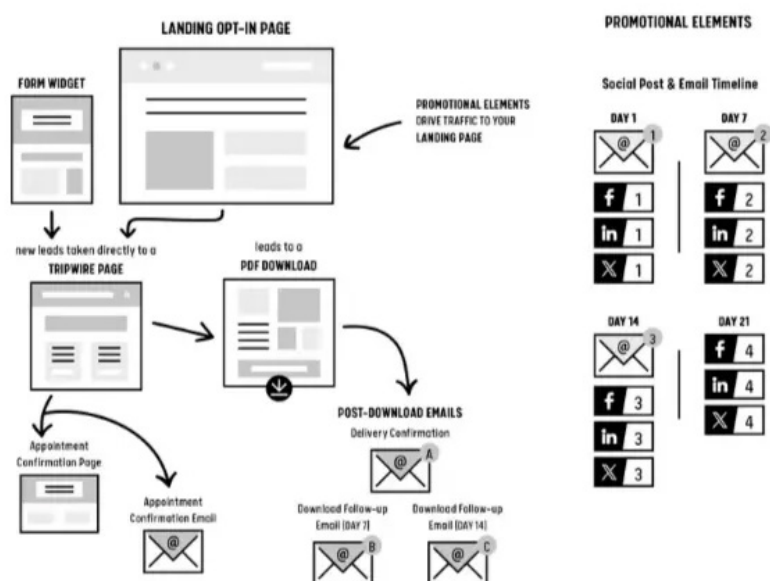 LANDING OPT-IN PAGE
FORM WIDGET
PROMOTIONAL ELEMENTS
DRIVE TRAFFIC TO YOUR
LANDING PAGE
new leads taken directly to a
TRIPWIRE PAGE
leads to a
PDF DOWNLOAD
Appointment
Confirmation Page
Appointment
Confirmation Email
@
POST-DOWNLOAD EMAILS
Delivery Confirmation
@ A
Download Follow-up
Email (DAY 7)
@ B
Download Follow-up
Email (DAY 14)
@ C
PROMOTIONAL ELEMENTS
Social Post & Email Timeline
DAY 1
@ 1
f 1
in 1
X 1
DAY 7
@ 2
f 2
in 2
X 2
DAY 14
@ 3
f 3
in 3
X 3
DAY 21
f 4
in 4
X 4